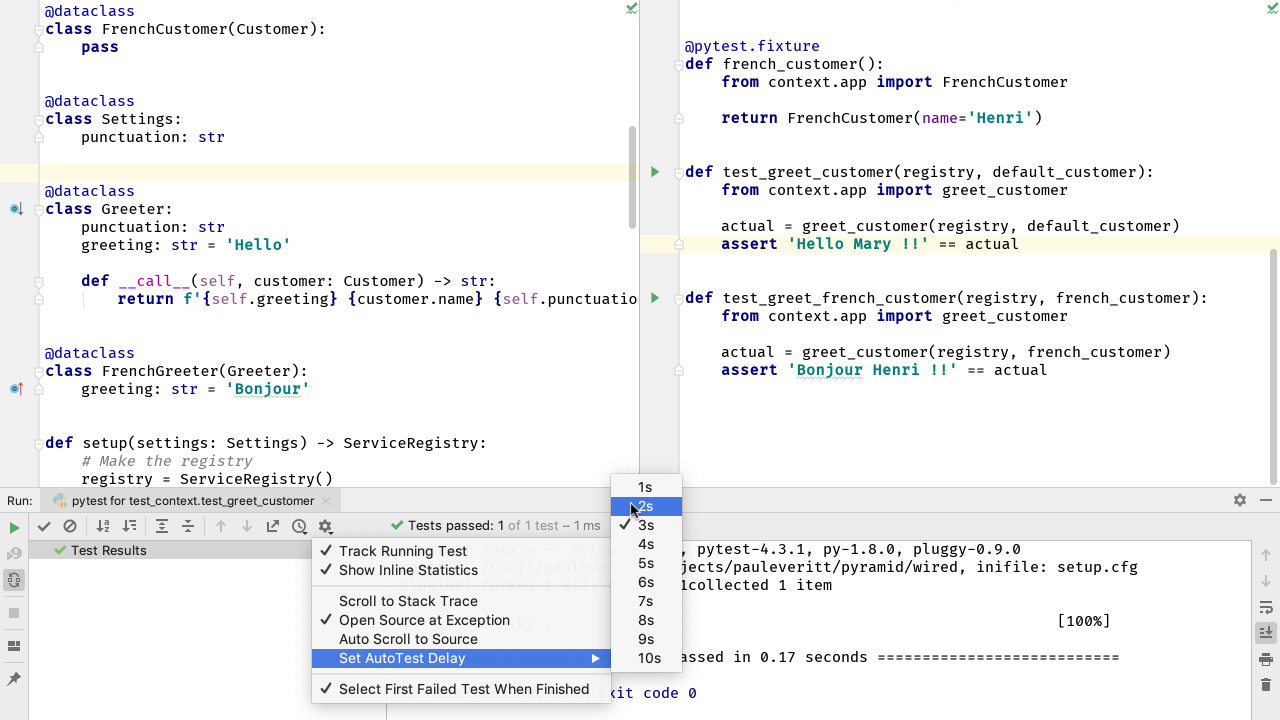 @dataclass
class FrenchCustomer(Customer):
    pass
@dataclass
class Settings:
    punctuation: str
@dataclass
class Greeter:
    punctuation: str
    greeting: str = 'Hello'
    def __call__(self, customer: Customer) -> str:
        return f'{self.greeting} {customer.name} {self.punctuatio
@dataclass
class FrenchGreeter(Greeter):
    greeting: str = 'Bonjour'
def setup(settings: Settings) -> ServiceRegistry:
    # Make the registry
    registry = ServiceRegistry()
@pytest.fixture
def french_customer():
    from context.app import FrenchCustomer
    return FrenchCustomer(name='Henri')
def test_greet_customer(registry, default_customer):
    from context.app import greet_customer
    actual = greet_customer(registry, default_customer)
    assert 'Hello Mary !!' == actual
def test_greet_french_customer(registry, french_customer):
    from context.app import greet_customer
    actual = greet_customer(registry, french_customer)
    assert 'Bonjour Henri !!' == actual
Run: pytest for test_context.test_greet_customer
Tests passed: 1 of 1 test – 1 ms
Test Results
Track Running Test
Show Inline Statistics
Scroll to Stack Trace
Open Source at Exception
Auto Scroll to Source
Set AutoTest Delay
Select First Failed Test When Finished
1s
2s
3s
4s
5s
6s
7s
8s
9s
10s
, pytest-4.3.1, py-1.8.0, pluggy-0.9.0
jects/pauleveritt/pyramid/wired, inifile: setup.cfg
collected 1 item
[100%]
assed in 0.17 seconds ===========================
xit code 0